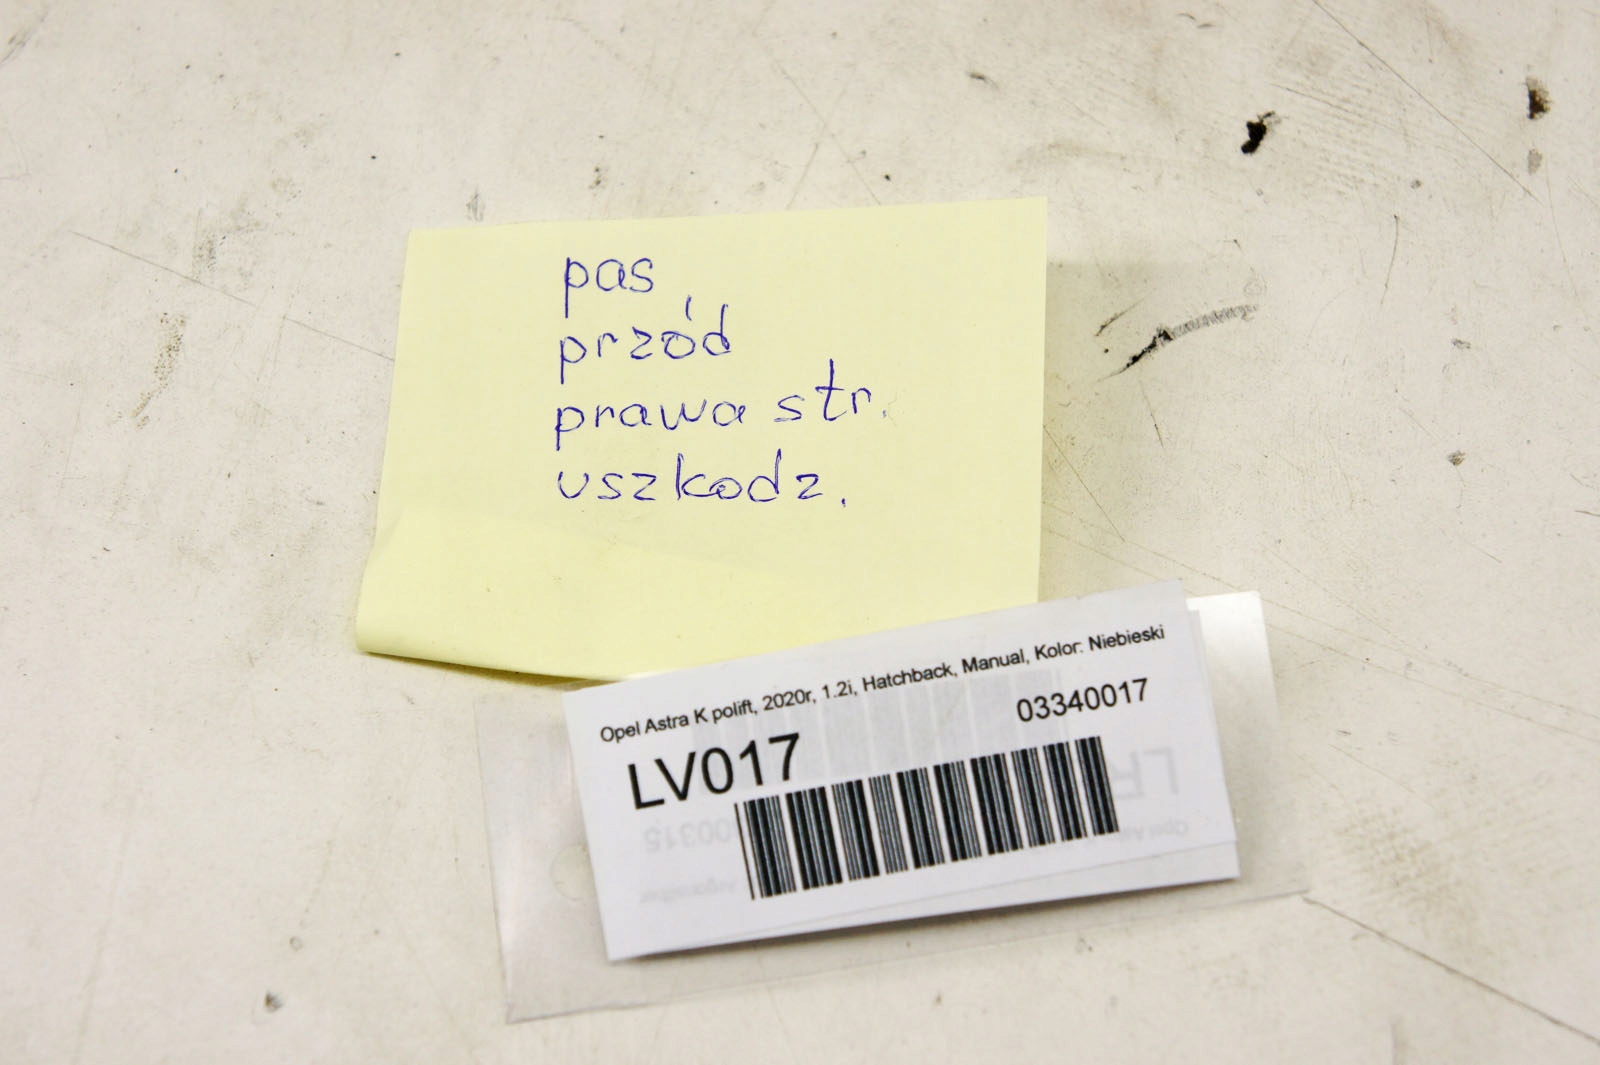 pas
przód
prawa str.
uszkodz.
Opel Astra K polift, 2020r, 1.2i, Hatchback, Manual, Kolor: Niebieski
03340017
LV017